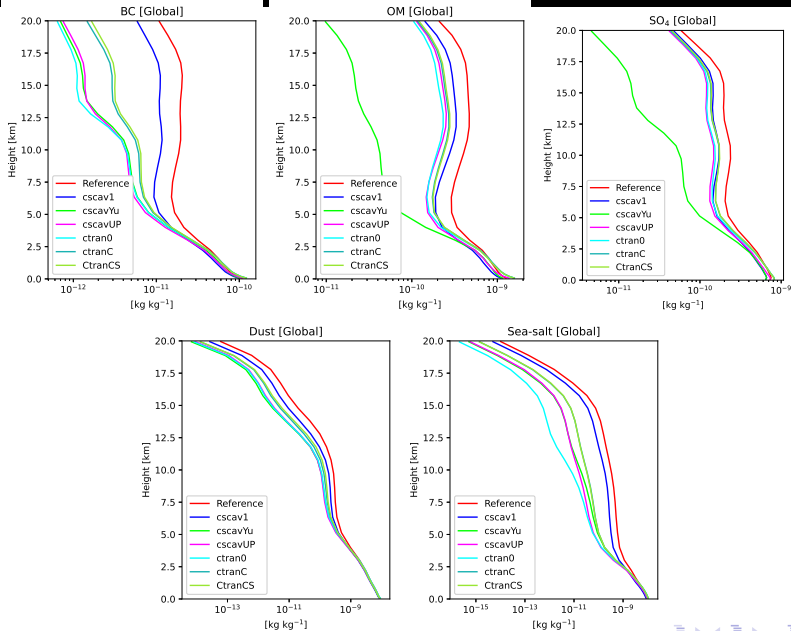 BC [Global]
20.0
17.5
15.0
12.5
10.0
7.5
5.0
2.5
0.0
Height [km]
Reference
cscav1
cscavYu
cscavUP
ctran0
ctranC
CtranCS
10⁻¹² 10⁻¹¹ 10⁻¹⁰
[kg kg⁻¹]
OM [Global]
20.0
17.5
15.0
12.5
10.0
7.5
5.0
2.5
0.0
Height [km]
Reference
cscav1
cscavYu
cscavUP
ctran0
ctranC
CtranCS
10⁻¹¹ 10⁻¹⁰ 10⁻⁹
[kg kg⁻¹]
SO₄ [Global]
20.0
17.5
15.0
12.5
10.0
7.5
5.0
2.5
0.0
Height [km]
Reference
cscav1
cscavYu
cscavUP
ctran0
ctranC
CtranCS
10⁻¹¹ 10⁻¹⁰ 10⁻⁹
[kg kg⁻¹]
Dust [Global]
20.0
17.5
15.0
12.5
10.0
7.5
5.0
2.5
0.0
Height [km]
Reference
cscav1
cscavYu
cscavUP
ctran0
ctranC
CtranCS
10⁻¹³ 10⁻¹¹ 10⁻⁹
[kg kg⁻¹]
Sea-salt [Global]
20.0
17.5
15.0
12.5
10.0
7.5
5.0
2.5
0.0
Height [km]
Reference
cscav1
cscavYu
cscavUP
ctran0
ctranC
CtranCS
10⁻¹⁵ 10⁻¹³ 10⁻¹¹ 10⁻⁹
[kg kg⁻¹]